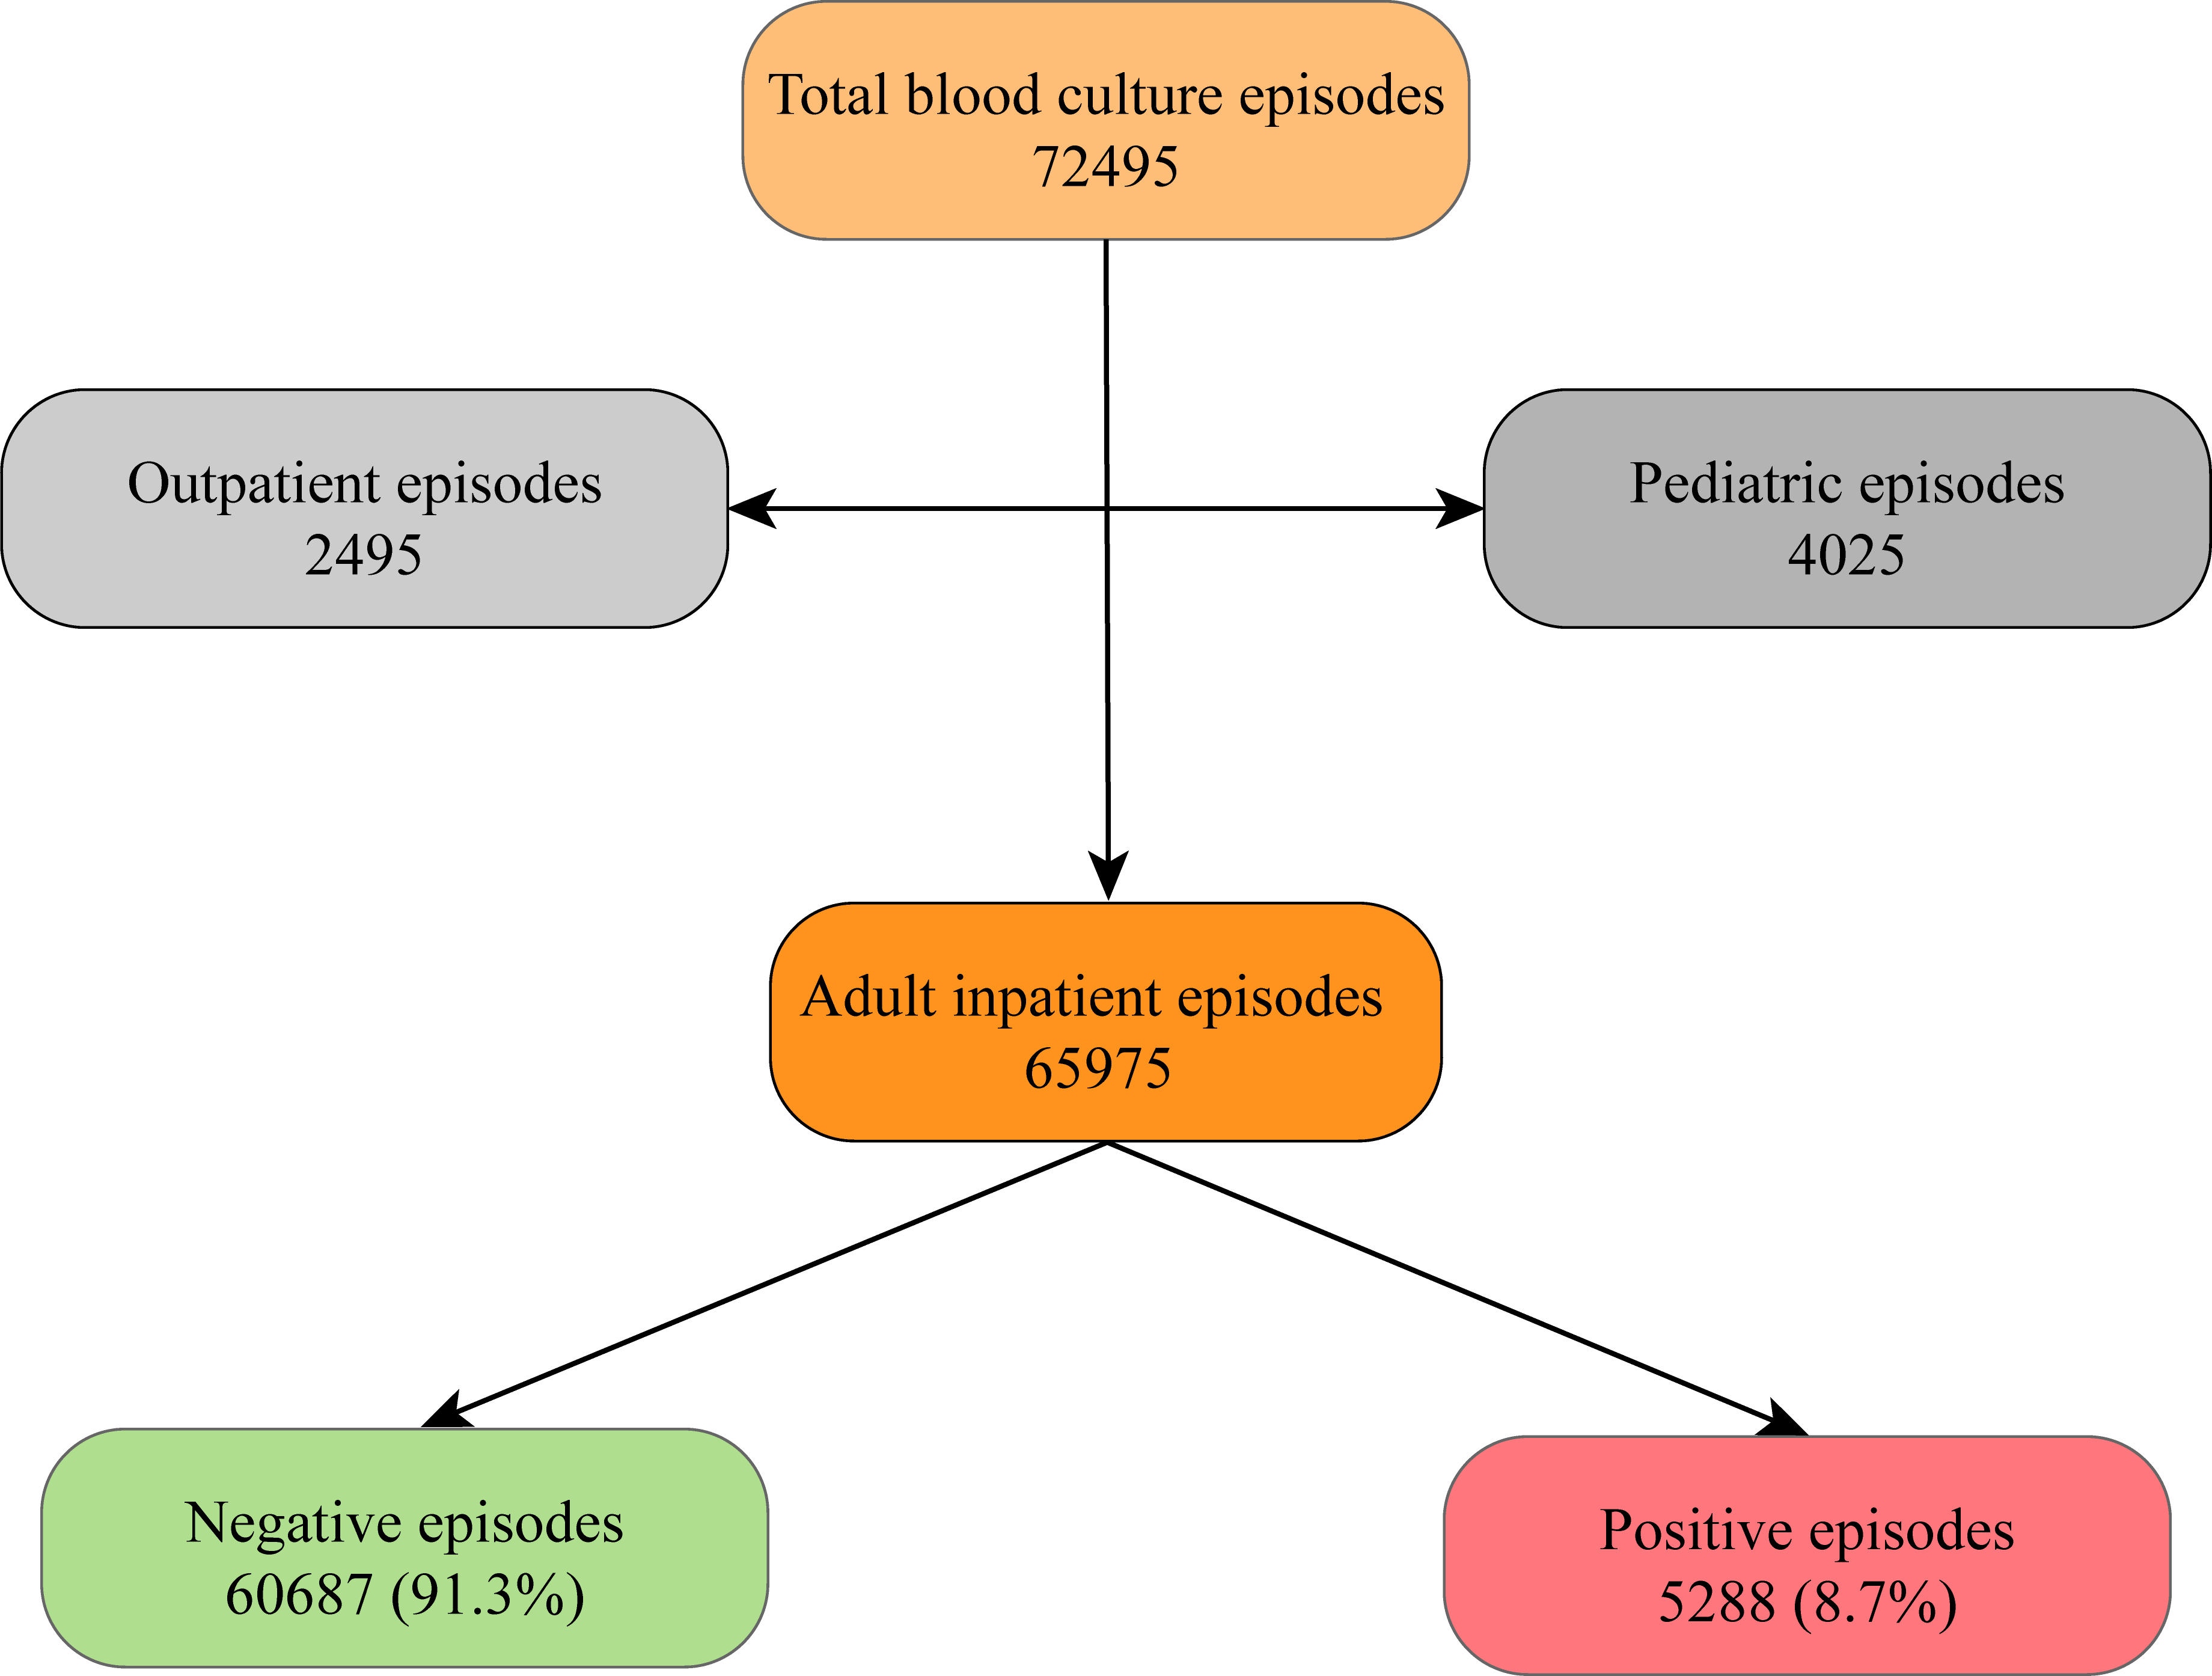 Total blood culture episodes
72495
Outpatient episodes
2495
Pediatric episodes
4025
Adult inpatient episodes
65975
Negative episodes
60687 (91.3%)
Positive episodes
5288 (8.7%)